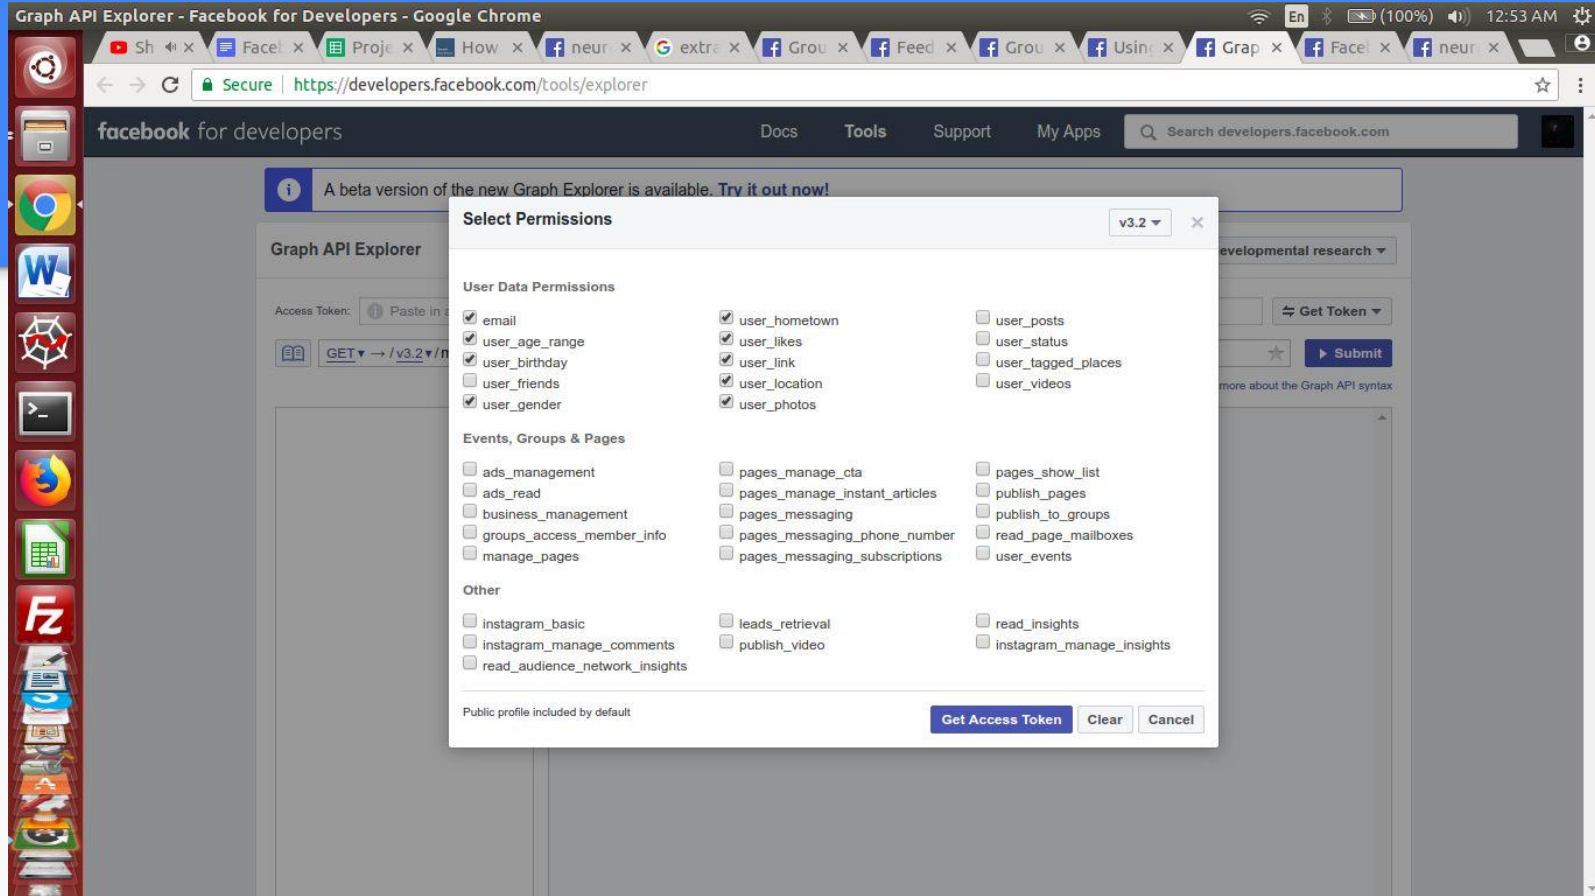 Graph API Explorer - Facebook for Developers - Google Chrome
En (100%) 12:53 AM
Sh Facel Proje How neur extra Grou Feed Grou Using Grap Facel neur
Secure https://developers.facebook.com/tools/explorer
facebook for developers Docs Tools Support My Apps Search developers.facebook.com
A beta version of the new Graph Explorer is available. Try it out now!
Select Permissions v3.2
Graph API Explorer evelopmental research
User Data Permissions
Access Token: Paste in a Get Token
email user_hometown user_posts
user_age_range user_likes user_status
GET → / v3.2 /m Submit
user_birthday user_link user_tagged_places
user_friends user_location user_videos
more about the Graph API syntax
user_gender user_photos
Events, Groups & Pages
ads_management pages_manage_cta pages_show_list
ads_read pages_manage_instant_articles publish_pages
business_management pages_messaging publish_to_groups
groups_access_member_info pages_messaging_phone_number read_page_mailboxes
manage_pages pages_messaging_subscriptions user_events
Other
instagram_basic leads_retrieval read_insights
instagram_manage_comments publish_video instagram_manage_insights
read_audience_network_insights
Public profile included by default Get Access Token Clear Cancel